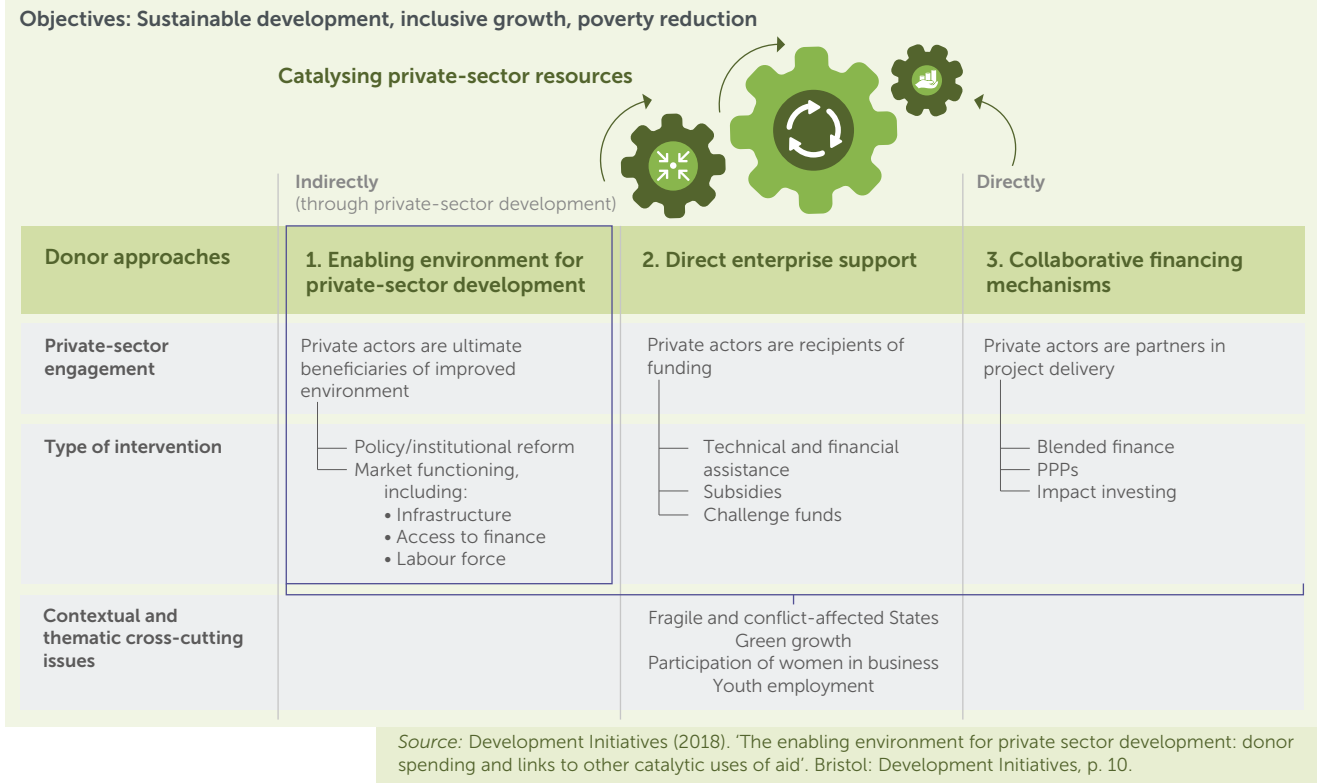 Objectives: Sustainable development, inclusive growth, poverty reduction
Catalysing private-sector resources
Indirectly
(through private-sector development)
Directly
Donor approaches
1. Enabling environment for
private-sector development
2. Direct enterprise support
3. Collaborative financing
mechanisms
Private-sector
engagement
Private actors are ultimate
beneficiaries of improved
environment
Private actors are recipients of
funding
Private actors are partners in
project delivery
Type of intervention
Policy/institutional reform
Market functioning,
including:
• Infrastructure
• Access to finance
• Labour force
Technical and financial
assistance
Subsidies
Challenge funds
Blended finance
PPPs
Impact investing
Contextual and
thematic cross-cutting
issues
Fragile and conflict-affected States
Green growth
Participation of women in business
Youth employment
Source: Development Initiatives (2018). ‘The enabling environment for private sector development: donor
spending and links to other catalytic uses of aid’. Bristol: Development Initiatives, p. 10.